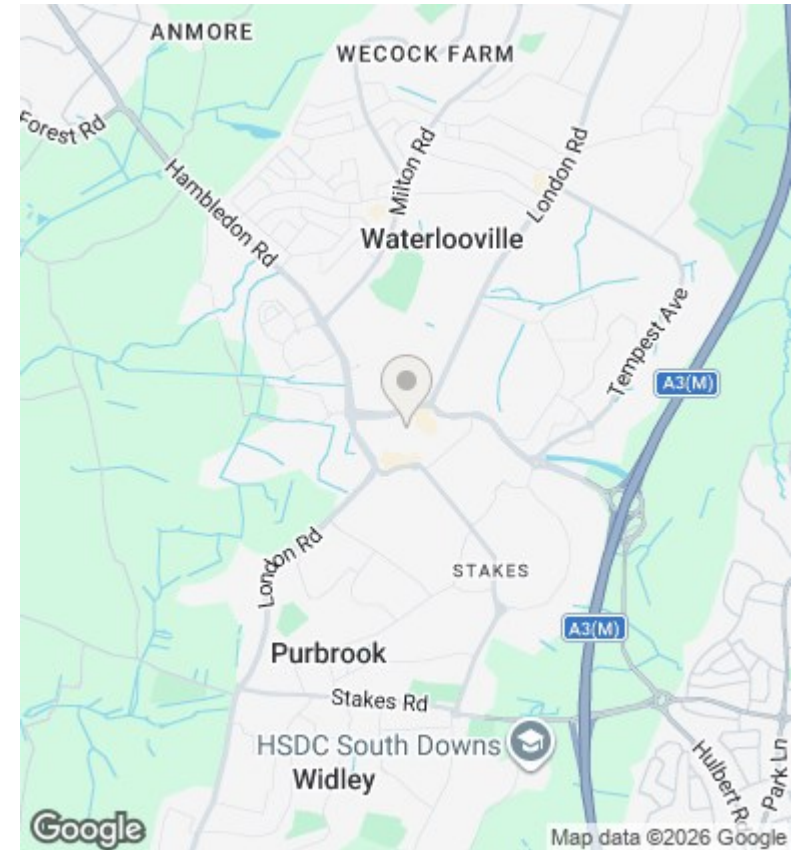 ANMORE
WECOCK FARM
Forest Rd
Hambledon Rd
Milton Rd
London Rd
Waterlooville
Tempest Ave
A3(M)
London Rd
STAKES
A3(M)
Purbrook
Stakes Rd
HSDC South Downs
Widley
Hulbert Rd
Park Ln
Google
Map data ©2026 Google